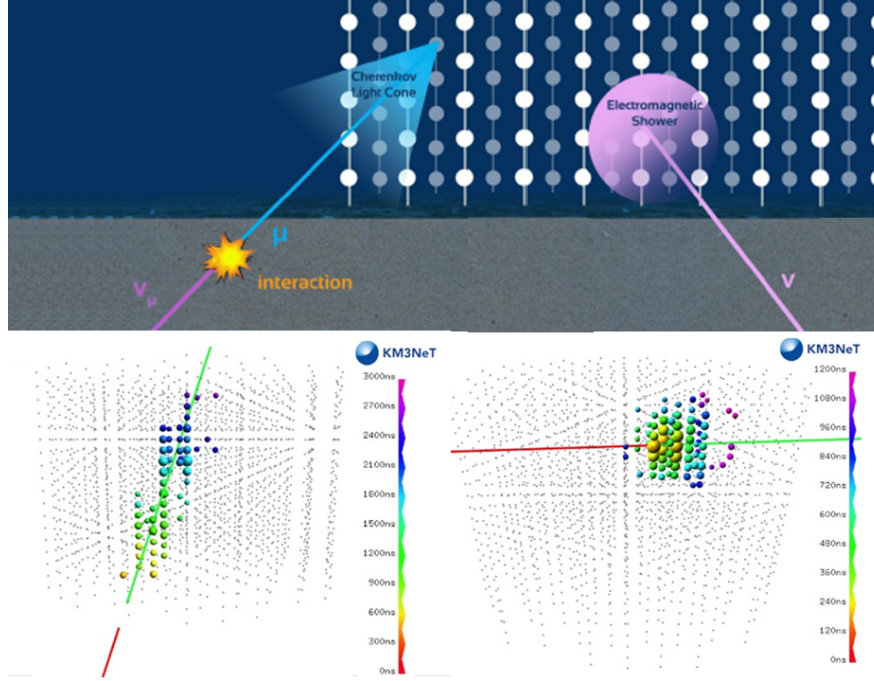 Cherenkov
Light Cone
Electromagnetic
Shower
μ
interaction
νμ
ν
KM3NeT
3000ns
2700ns
2400ns
2100ns
1800ns
1500ns
1200ns
900ns
600ns
300ns
0ns
KM3NeT
1200ns
1080ns
960ns
840ns
720ns
600ns
480ns
360ns
240ns
120ns
0ns